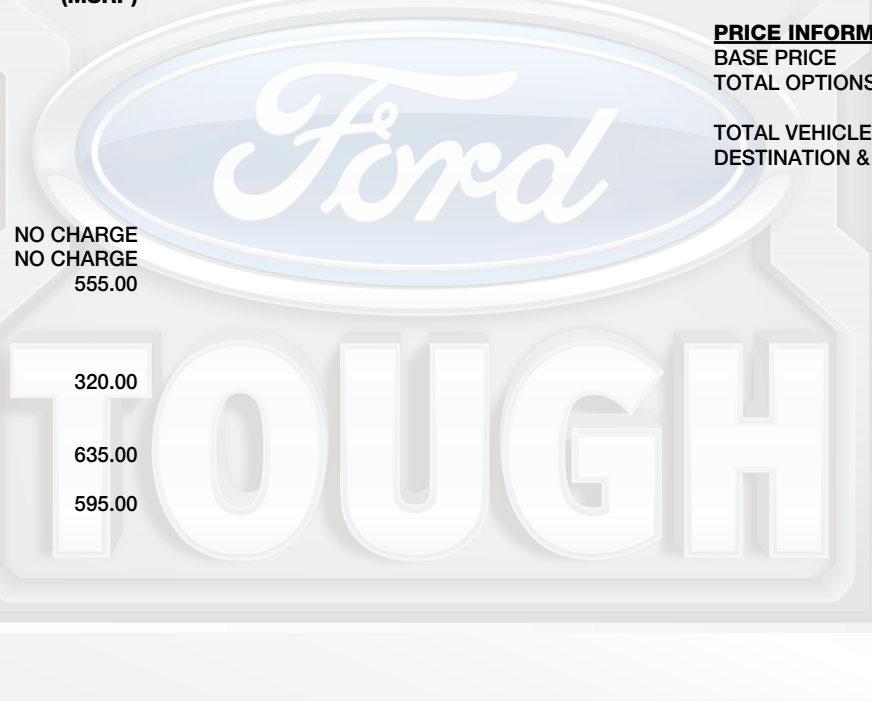 (MSRP)
PRICE INFORM
BASE PRICE
TOTAL OPTIONS
TOTAL VEHICLE
DESTINATION &
Ford
NO CHARGE
NO CHARGE
555.00
320.00
635.00
595.00
TOUGH